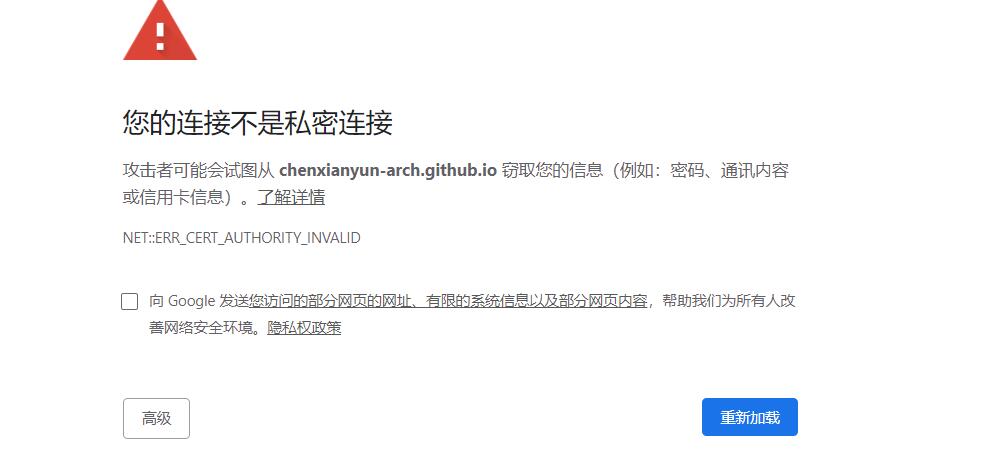 您的连接不是私密连接
攻击者可能会试图从 chenxianyun-arch.github.io 窃取您的信息（例如：密码、通讯内容
或信用卡信息）。了解详情
NET::ERR_CERT_AUTHORITY_INVALID
向 Google 发送您访问的部分网页的网址、有限的系统信息以及部分网页内容，帮助我们为所有人改
善网络安全环境。隐私权政策
高级
重新加载